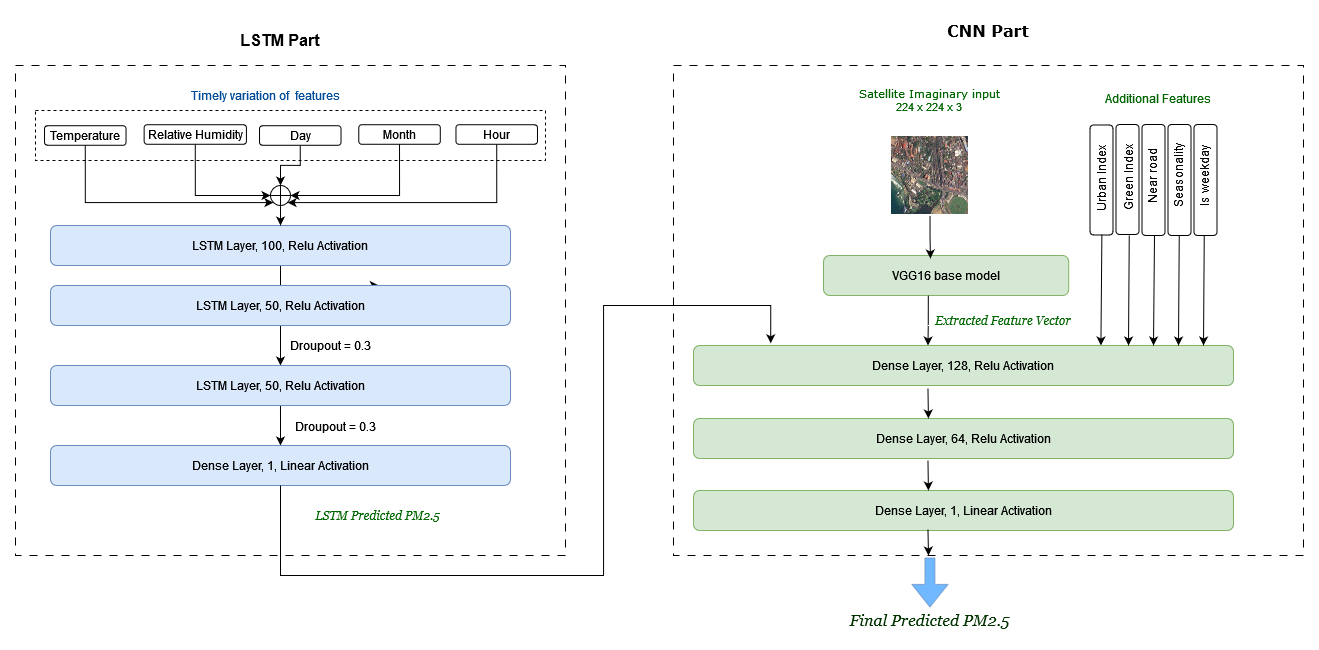 LSTM Part
Timely variation of features
Temperature
Relative Humidity
Day
Month
Hour
LSTM Layer, 100, Relu Activation
LSTM Layer, 50, Relu Activation
Droupout = 0.3
LSTM Layer, 50, Relu Activation
Droupout = 0.3
Dense Layer, 1, Linear Activation
LSTM Predicted PM2.5
CNN Part
Satellite Imaginary input
224 x 224 x 3
Additional Features
Urban Index
Green Index
Near road
Seasonality
Is weekday
VGG16 base model
Extracted Feature Vector
Dense Layer, 128, Relu Activation
Dense Layer, 64, Relu Activation
Dense Layer, 1, Linear Activation
Final Predicted PM2.5